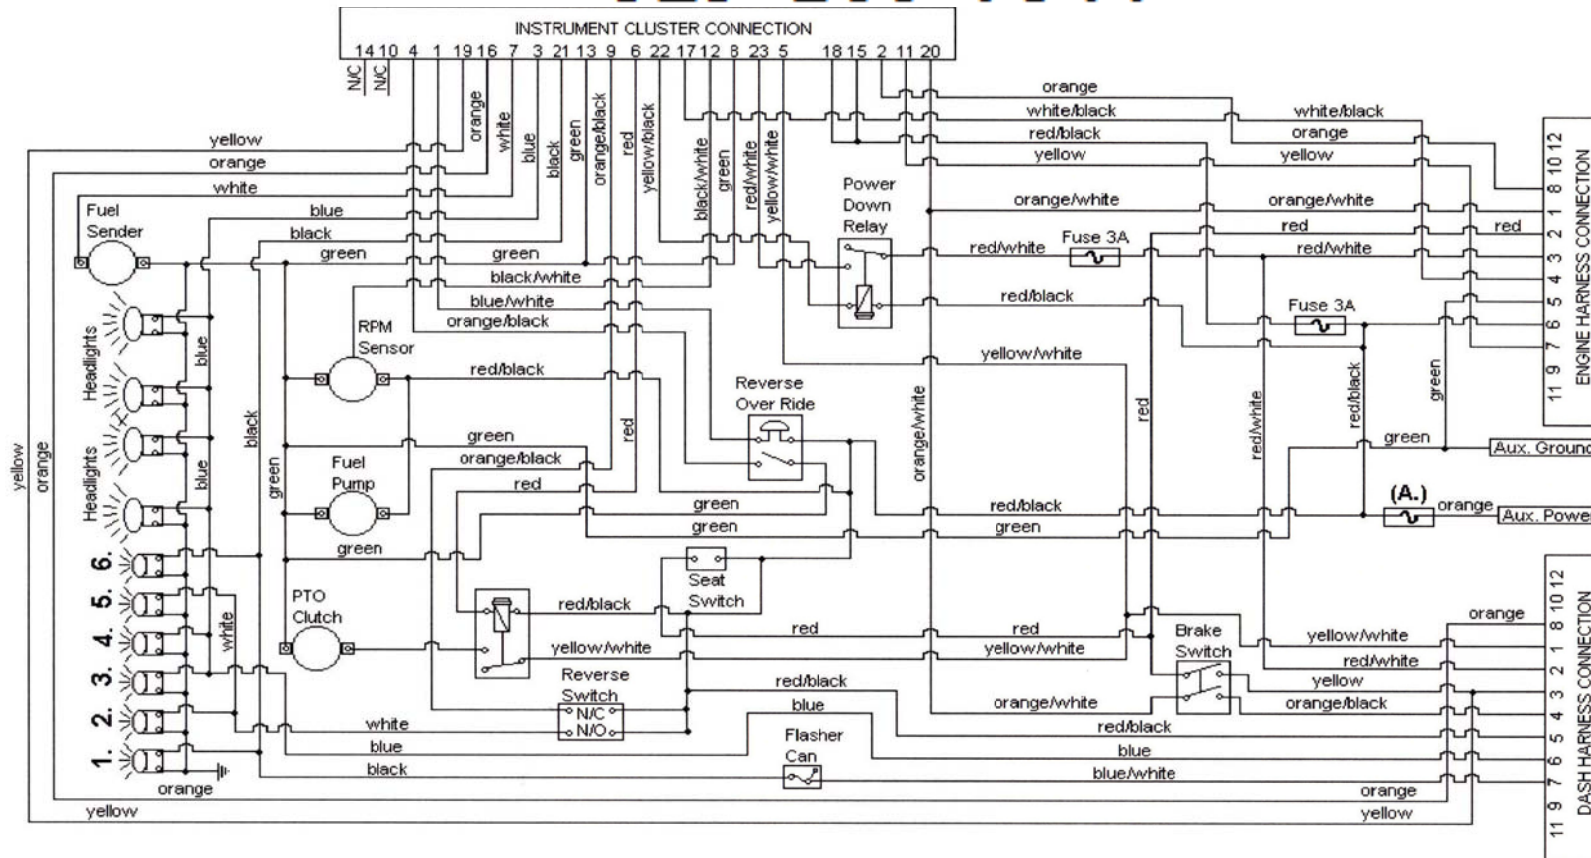 INSTRUMENT CLUSTER CONNECTION
14 10 4 1 19 16 7 3 21 13 9 6 22 17 12 8 23 5 18 15 2 11 20
N/C
N/C
orange
white
blue
black
green
orange/black
red
yellow/black
black/white
green
red/white
yellow/white
orange
white/black
white/black
red/black
orange
yellow
yellow
yellow
orange
white
blue
black
green
green
black/white
blue/white
orange/black
Fuel
Sender
Power
Down
Relay
orange/white
orange/white
red
red
red/white
Fuse 3A
red/white
red/black
Fuse 3A
yellow/white
ENGINE HARNESS CONNECTION
12
10
8
1
2
3
4
5
6
7
9
11
Headlights
Headlights
blue
blue
black
green
yellow
orange
RPM
Sensor
red/black
red
Reverse
Over Ride
orange/white
red
red/white
red/black
green
green
Aux. Ground
green
orange/black
red
Fuel
Pump
green
green
green
red/black
green
(A.)
orange
Aux. Power
Seat
Switch
PTO
Clutch
red/black
red
red
yellow/white
yellow/white
6.
5.
4.
3.
2.
1.
white
Reverse
Switch
N/C
N/O
red/black
blue
white
blue
black
Flasher
Can
Brake
Switch
orange
yellow/white
red/white
yellow
orange/black
orange/white
red/black
blue
blue/white
orange
yellow
orange
yellow
DASH HARNESS CONNECTION
12
10
8
1
2
3
4
5
6
7
9
11